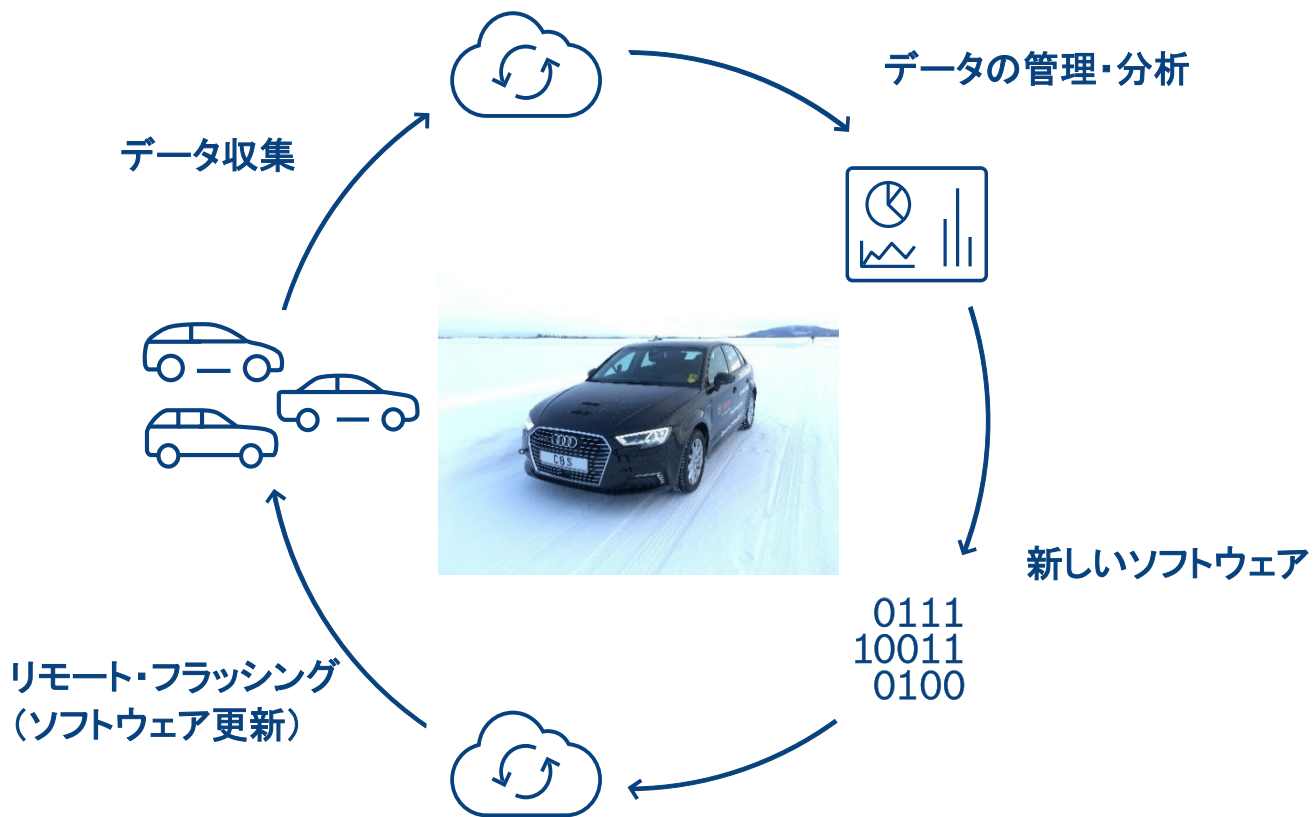 データの管理・分析
データ収集
新しいソフトウェア
0111
10011
0100
リモート・フラッシング
（ソフトウェア更新）